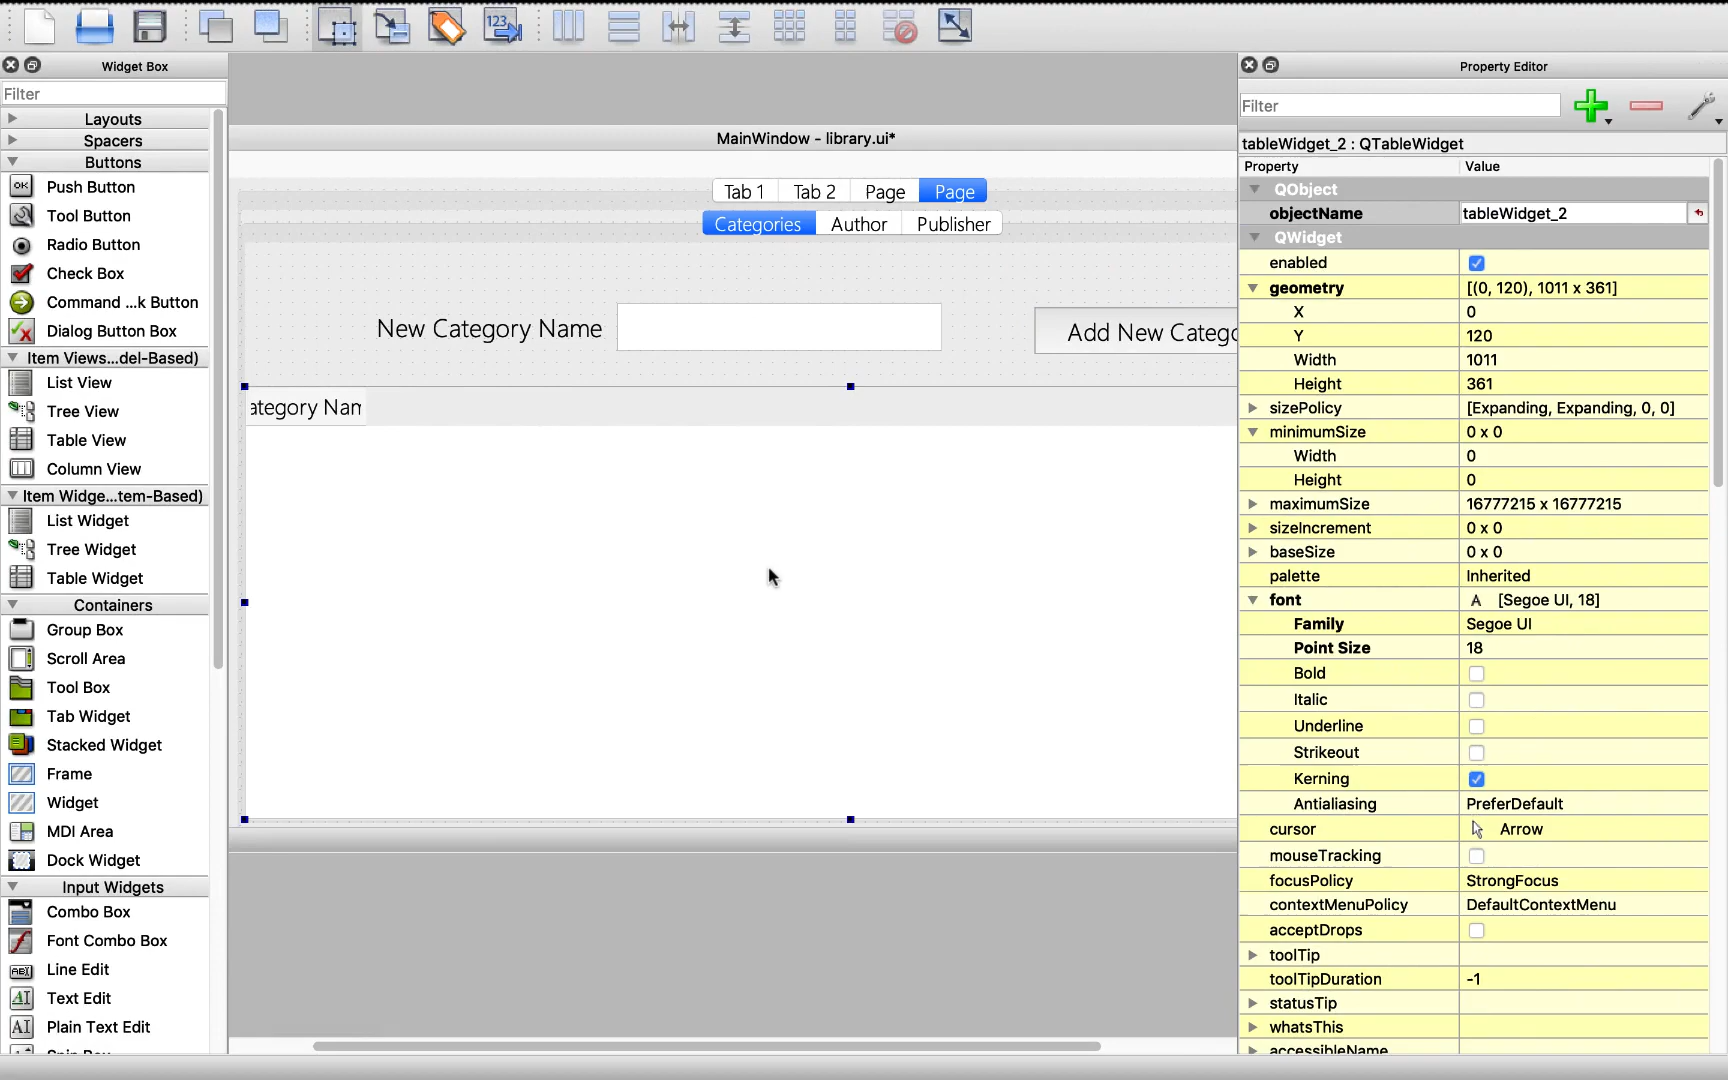 123
Widget Box
Filter
Layouts
Spacers
Buttons
OK
Push Button
Tool Button
Radio Button
Check Box
Command ...k Button
Dialog Button Box
Item Views...del-Based)
List View
Tree View
Table View
Column View
Item Widge...tem-Based)
List Widget
Tree Widget
Table Widget
Containers
Group Box
Scroll Area
Tool Box
Tab Widget
Stacked Widget
Frame
Widget
MDI Area
Dock Widget
Input Widgets
Combo Box
Font Combo Box
ABI Line Edit
AI Text Edit
AI Plain Text Edit
MainWindow - library.ui*
Tab 1 Tab 2 Page Page
Categories Author Publisher
New Category Name
Add New Catego
ategory Nam
Property Editor
Filter
tableWidget_2 : QTableWidget
Property Value
QObject
objectName tableWidget_2
QWidget
enabled
geometry [(0, 120), 1011 x 361]
X 0
Y 120
Width 1011
Height 361
sizePolicy [Expanding, Expanding, 0, 0]
minimumSize 0 x 0
Width 0
Height 0
maximumSize 16777215 x 16777215
sizeIncrement 0 x 0
baseSize 0 x 0
palette Inherited
font A [Segoe UI, 18]
Family Segoe UI
Point Size 18
Bold
Italic
Underline
Strikeout
Kerning
Antialiasing PreferDefault
cursor Arrow
mouseTracking
focusPolicy StrongFocus
contextMenuPolicy DefaultContextMenu
acceptDrops
toolTip
toolTipDuration -1
statusTip
whatsThis
accessibleName